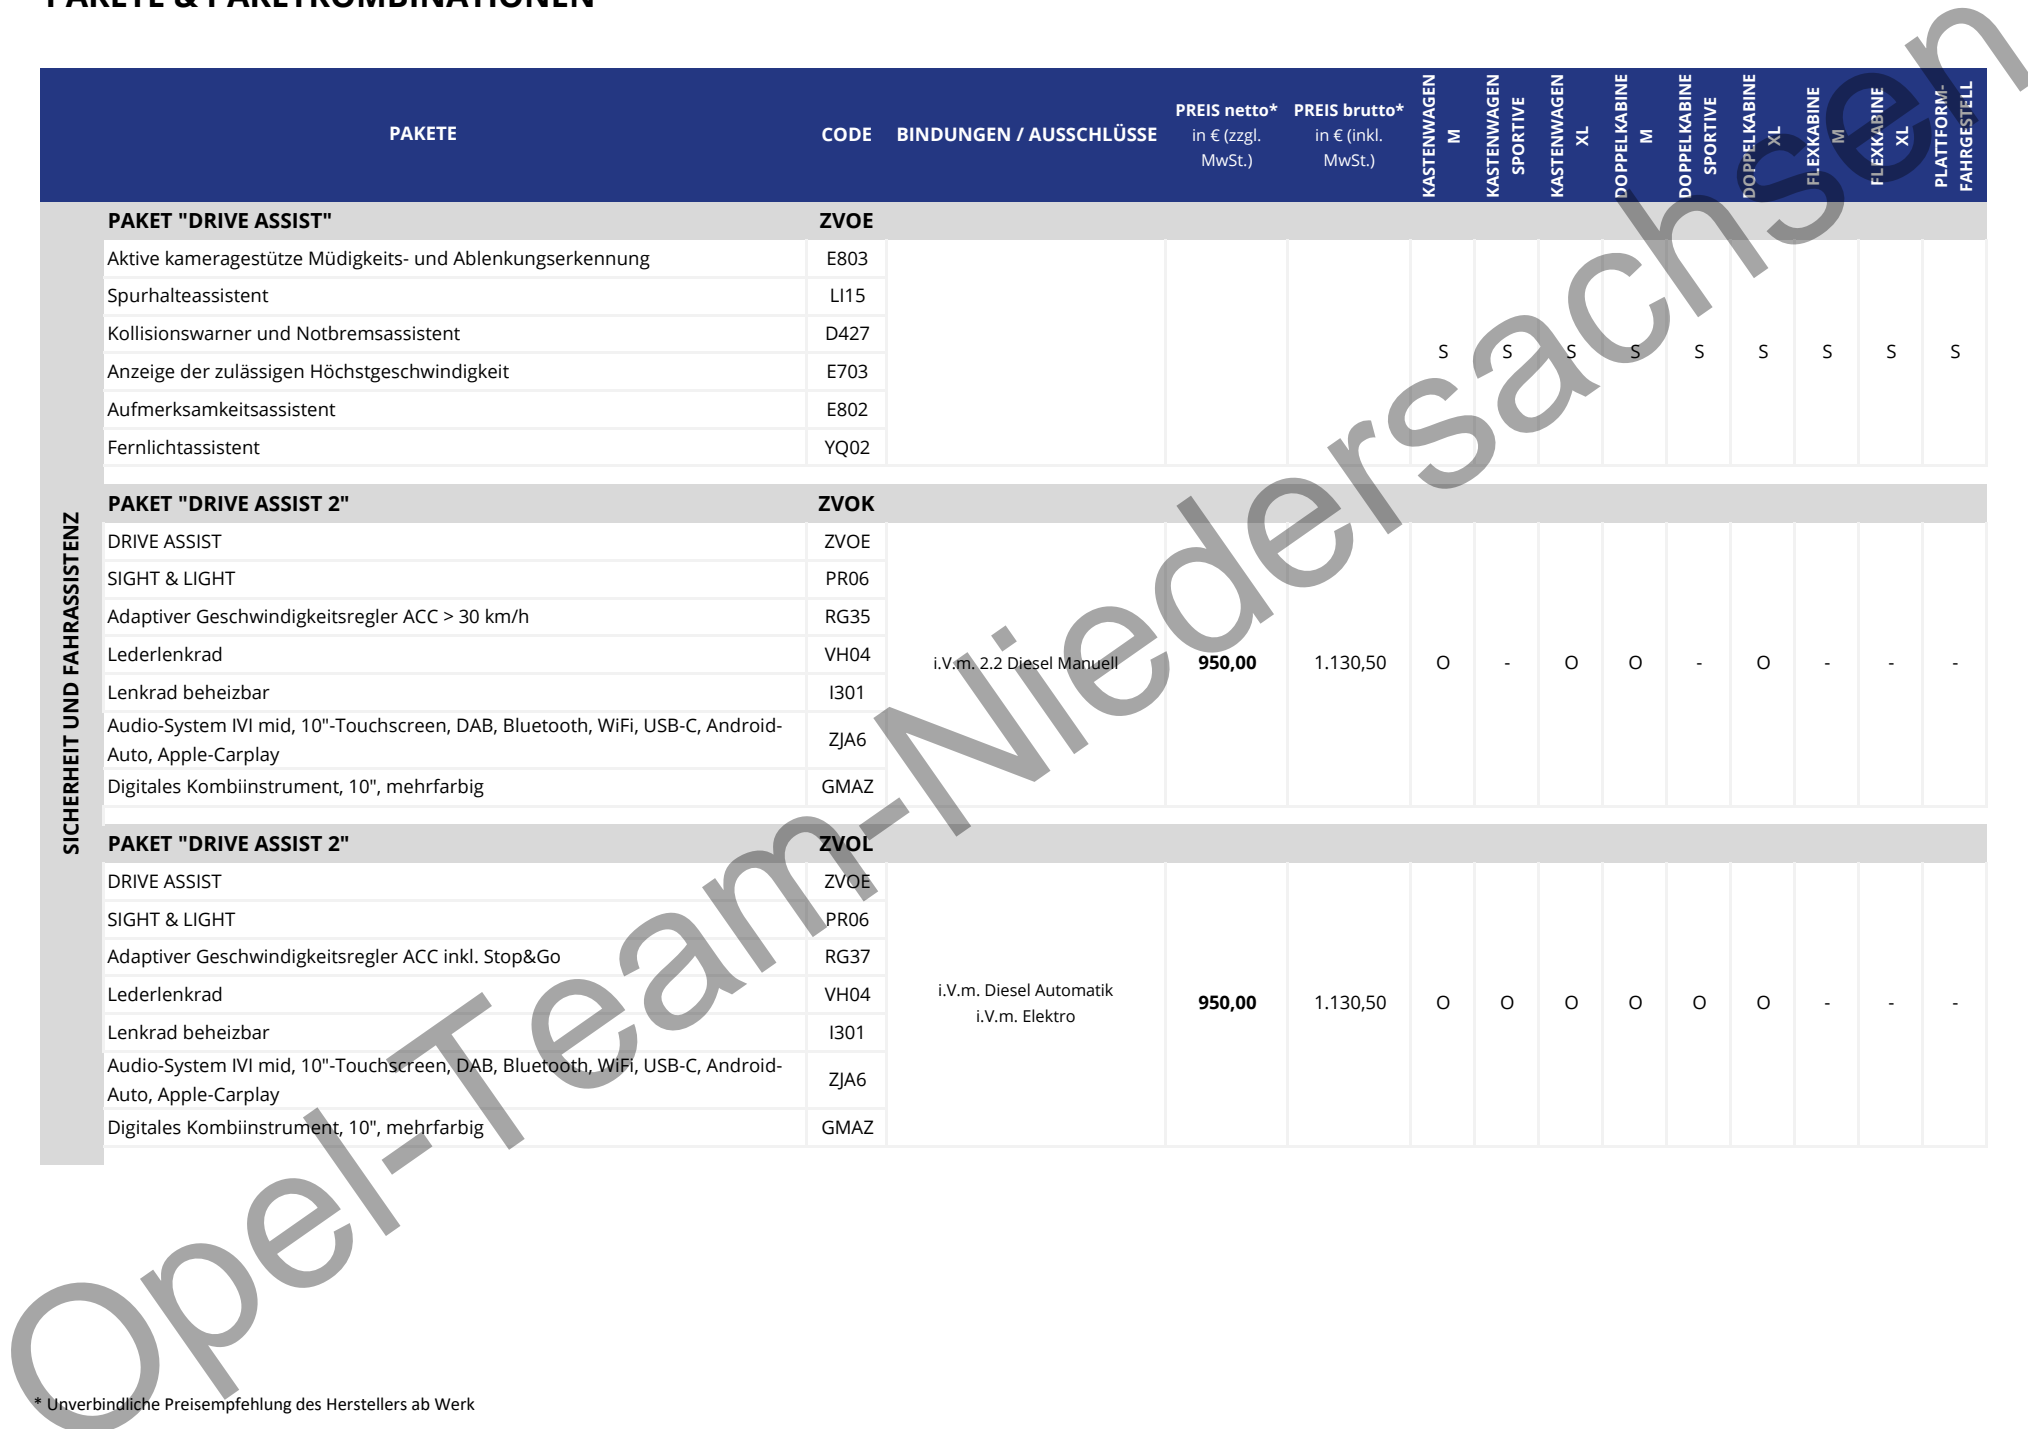 PAKETE & PAKETKOMBINATIONEN
PAKETE
CODE
BINDUNGEN / AUSSCHLÜSSE
PREIS netto*
in € (zzgl.
MwSt.)
PREIS brutto*
in € (inkl.
MwSt.)
KASTENWAGEN
M
KASTENWAGEN
SPORTIVE
KASTENWAGEN
XL
DOPPELKABINE
M
DOPPELKABINE
SPORTIVE
DOPPELKABINE
XL
FLEXKABINE
M
FLEXKABINE
XL
PLATTFORM-
FAHRGESTELL
SICHERHEIT UND FAHRASSISTENZ
PAKET "DRIVE ASSIST" ZVOE
Aktive kameragestütze Müdigkeits- und Ablenkungserkennung E803
Spurhalteassistent LI15
Kollisionswarner und Notbremsassistent D427
S S S S S S S S S
Anzeige der zulässigen Höchstgeschwindigkeit E703
Aufmerksamkeitsassistent E802
Fernlichtassistent YQ02
PAKET "DRIVE ASSIST 2" ZVOK
DRIVE ASSIST ZVOE
SIGHT & LIGHT PR06
Adaptiver Geschwindigkeitsregler ACC > 30 km/h RG35
Lederlenkrad VH04
i.V.m. 2.2 Diesel Manuell 950,00 1.130,50 O - O O - O - - -
Lenkrad beheizbar I301
Audio-System IVI mid, 10"-Touchscreen, DAB, Bluetooth, WiFi, USB-C, Android-
Auto, Apple-Carplay ZJA6
Digitales Kombiinstrument, 10", mehrfarbig GMAZ
PAKET "DRIVE ASSIST 2" ZVOL
DRIVE ASSIST ZVOE
SIGHT & LIGHT PR06
Adaptiver Geschwindigkeitsregler ACC inkl. Stop&Go RG37
Lederlenkrad VH04
i.V.m. Diesel Automatik
i.V.m. Elektro
950,00 1.130,50 O O O O O O - - -
Lenkrad beheizbar I301
Audio-System IVI mid, 10"-Touchscreen, DAB, Bluetooth, WiFi, USB-C, Android-
Auto, Apple-Carplay ZJA6
Digitales Kombiinstrument, 10", mehrfarbig GMAZ
* Unverbindliche Preisempfehlung des Herstellers ab Werk
Opel-Team-Niedersachsen